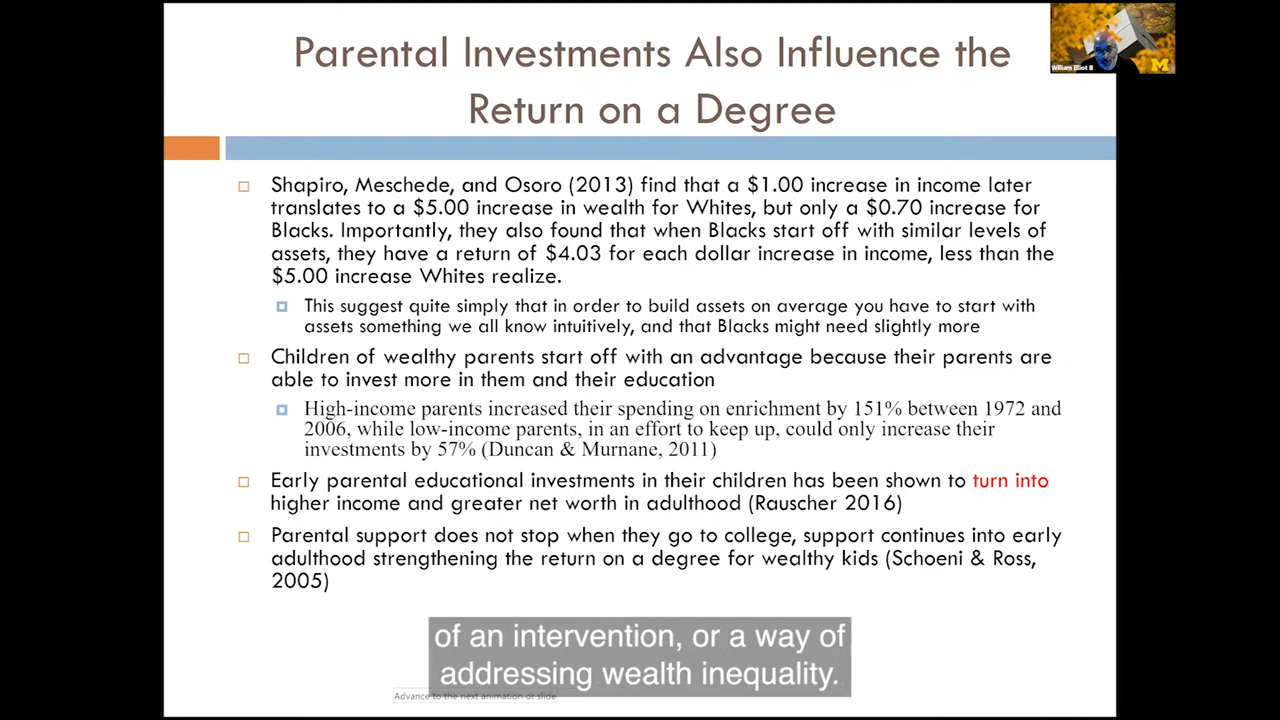 Parental Investments Also Influence the
Return on a Degree
William Elliot III
M
Shapiro, Meschede, and Osoro (2013) find that a $1.00 increase in income later
translates to a $5.00 increase in wealth for Whites, but only a $0.70 increase for
Blacks. Importantly, they also found that when Blacks start off with similar levels of
assets, they have a return of $4.03 for each dollar increase in income, less than the
$5.00 increase Whites realize.
This suggest quite simply that in order to build assets on average you have to start with
assets something we all know intuitively, and that Blacks might need slightly more
Children of wealthy parents start off with an advantage because their parents are
able to invest more in them and their education
High-income parents increased their spending on enrichment by 151% between 1972 and
2006, while low-income parents, in an effort to keep up, could only increase their
investments by 57% (Duncan & Murnane, 2011)
Early parental educational investments in their children has been shown to turn into
higher income and greater net worth in adulthood (Rauscher 2016)
Parental support does not stop when they go to college, support continues into early
adulthood strengthening the return on a degree for wealthy kids (Schoeni & Ross,
2005)
of an intervention, or a way of
addressing wealth inequality.
Advance to the next animation or slide